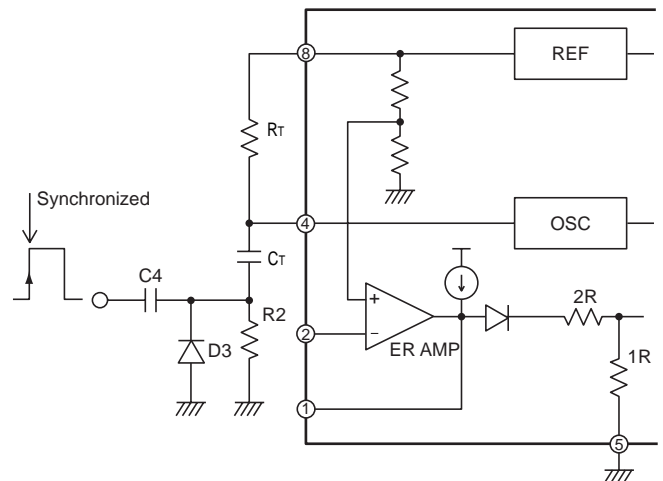 8
REF
RT
Synchronized
4
OSC
CT
C4
R2
D3
+
−
2
ER AMP
2R
1R
1
5